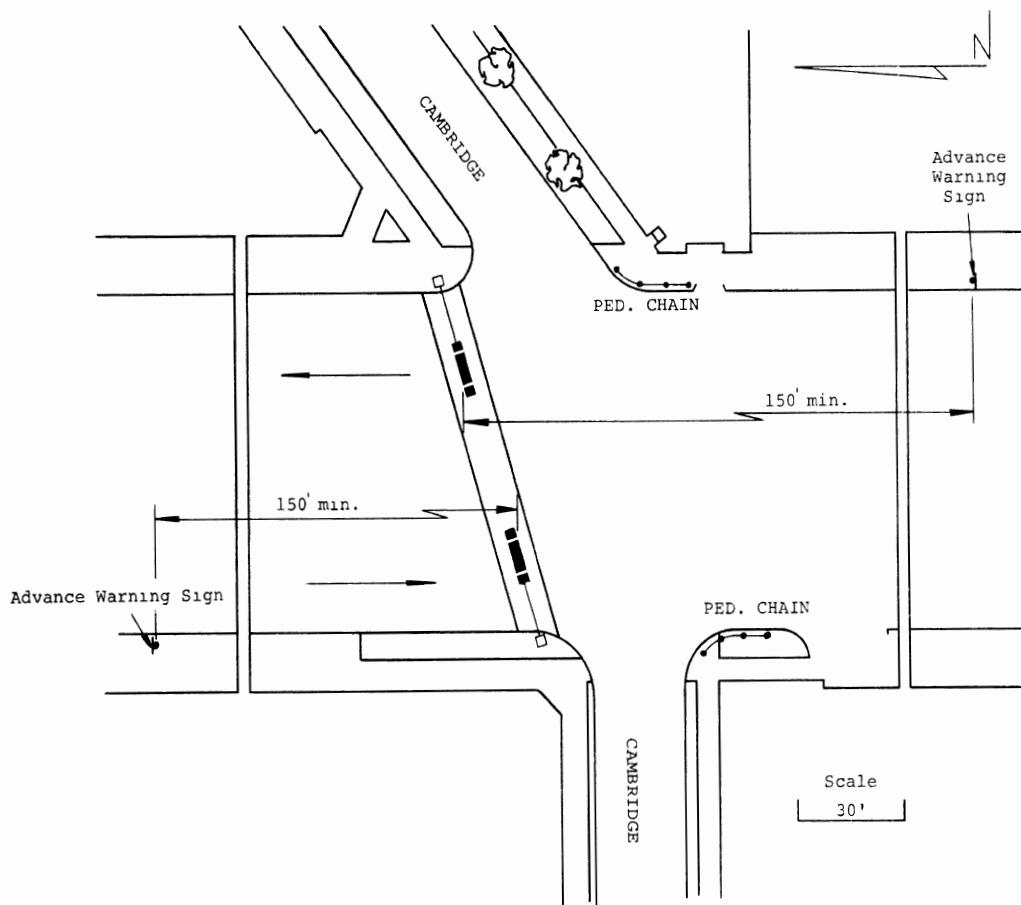 N
CAMBRIDGE
Advance
Warning
Sign
PED. CHAIN
150' min.
150' min.
Advance Warning Sign
PED. CHAIN
CAMBRIDGE
Scale
30'